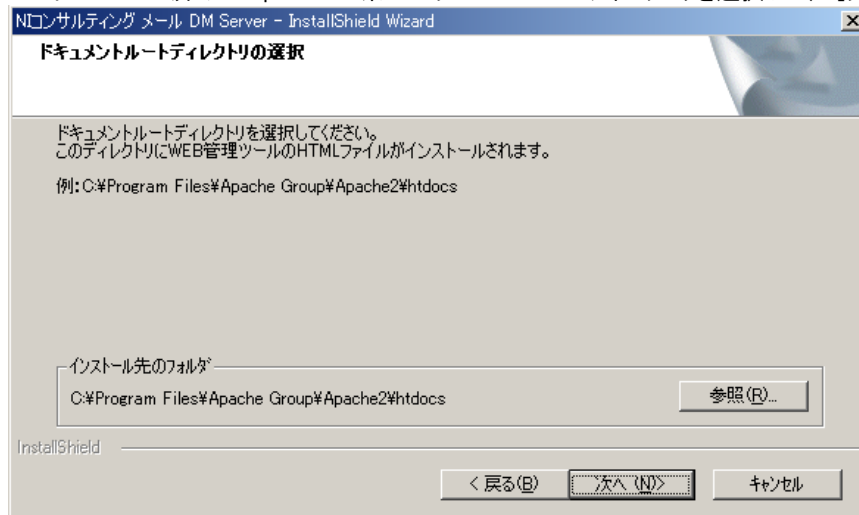 NIコンサルティング メール DM Server - InstallShield Wizard
ドキュメントルートディレクトリの選択
ドキュメントルートディレクトリを選択してください。
このディレクトリにWEB管理ツールのHTMLファイルがインストールされます。
例：C:¥Program Files¥Apache Group¥Apache2¥htdocs
インストール先のフォルダ
C:¥Program Files¥Apache Group¥Apache2¥htdocs
参照(R)...
InstallShield
< 戻る(B)
次へ (N)>
キャンセル